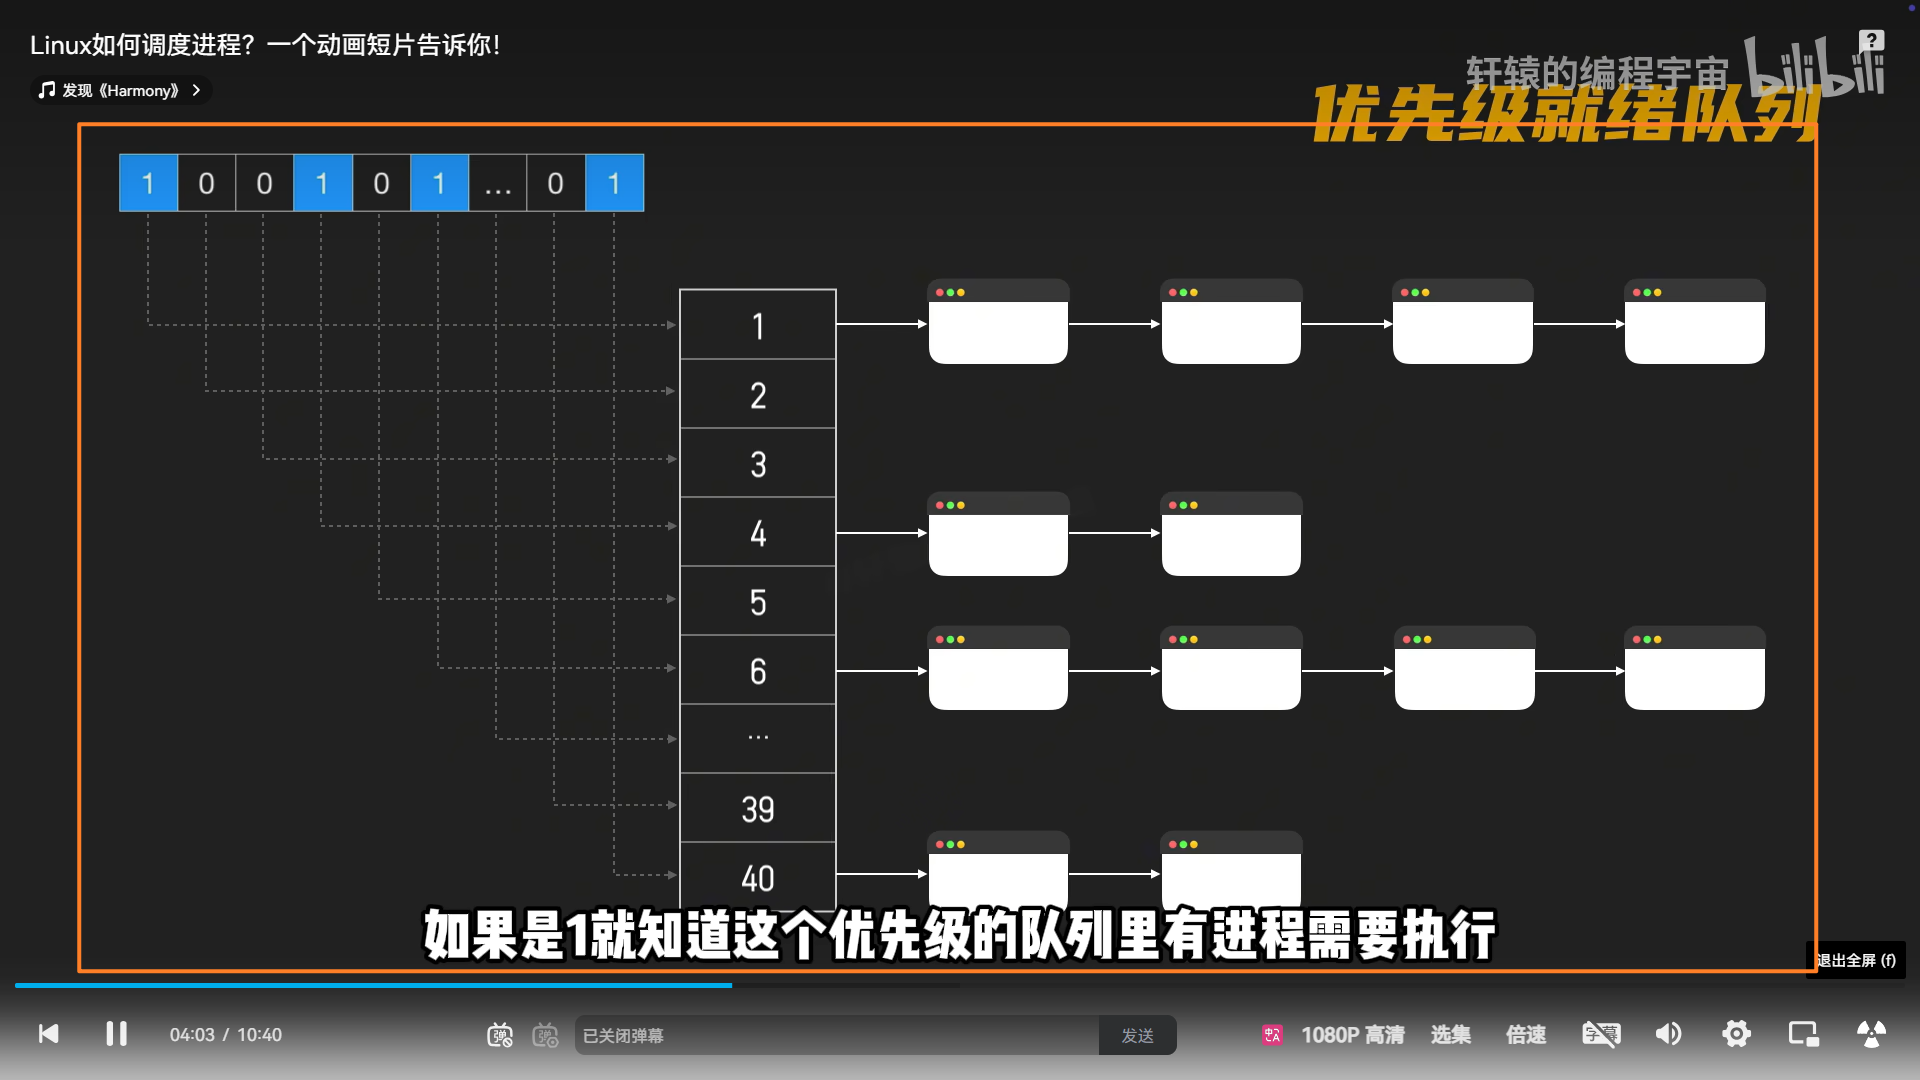 Linux如何调度进程？一个动画短片告诉你！
发现《Harmony》
轩辕的编程宇宙 bilibili
优先级就绪队列
1 0 0 1 0 1 ... 0 1
1
2
3
4
5
6
...
39
40
如果是1就知道这个优先级的队列里有进程需要执行
退出全屏 (f)
04:03 / 10:40
弹
弹
已关闭弹幕
发送
中 A
1080P 高清
选集
倍速
字幕